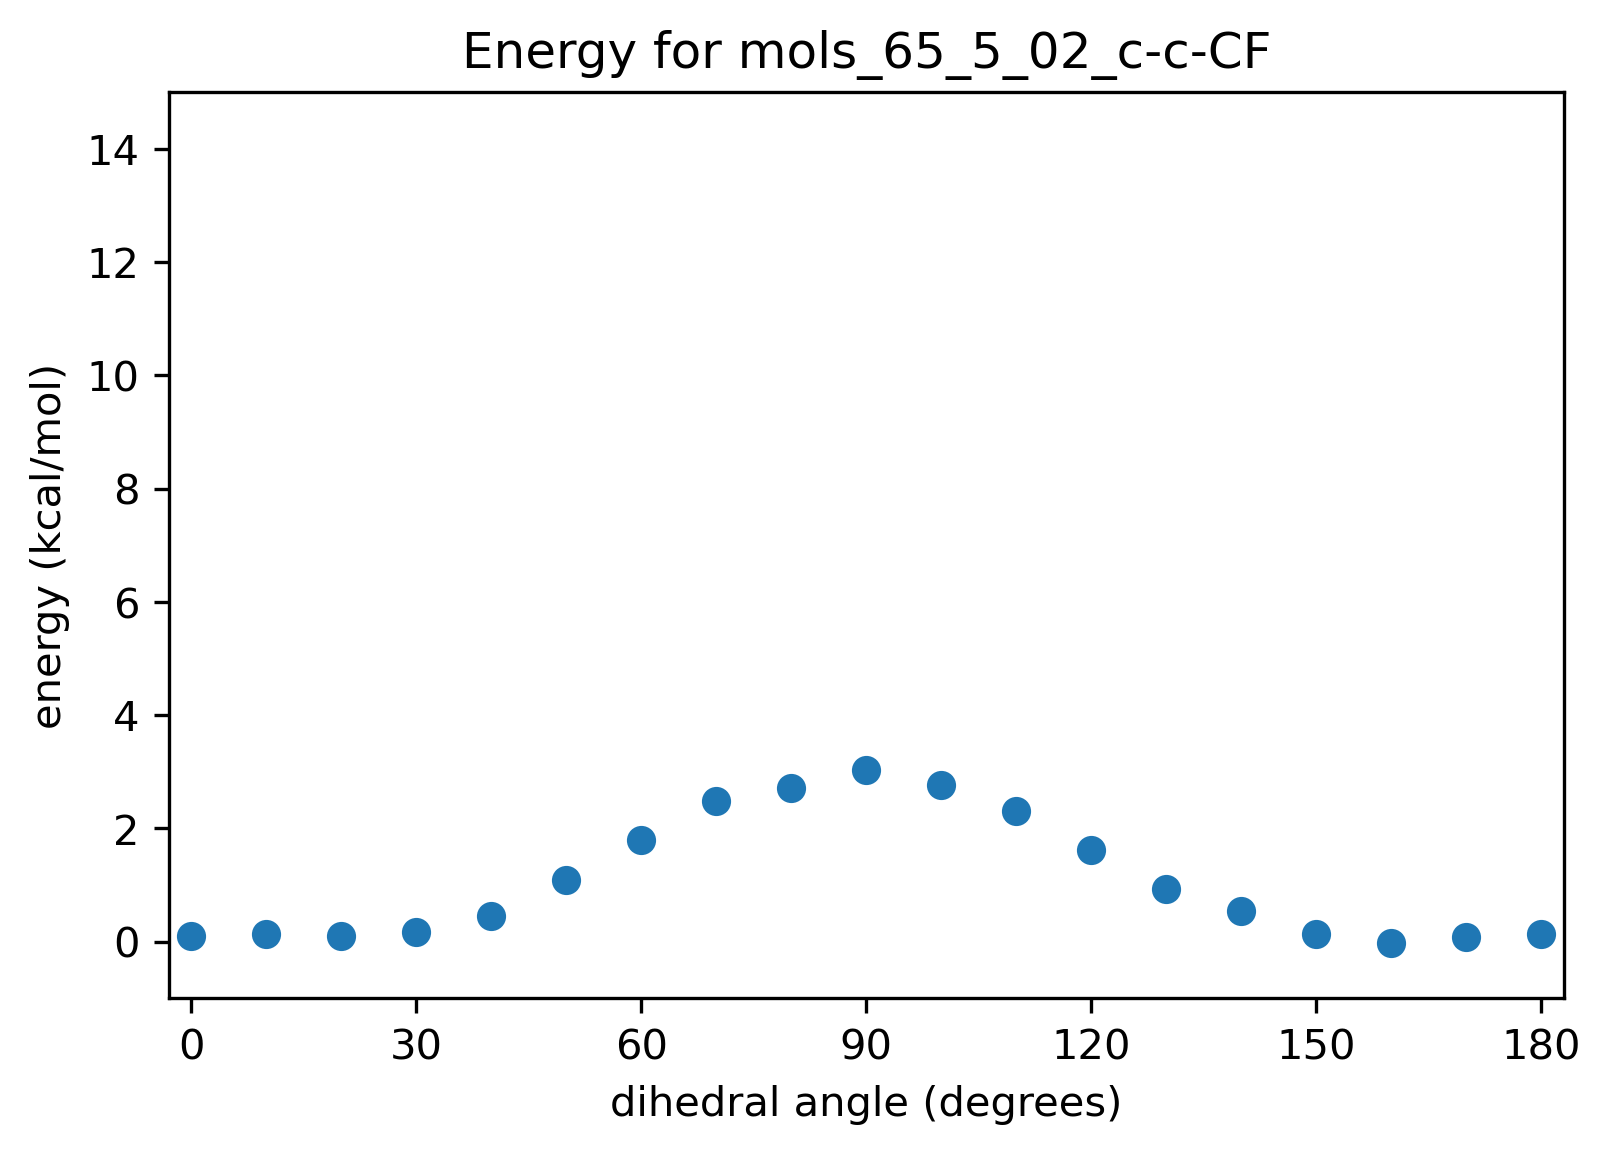 Energy for mols_65_5_02_c-c-CF
energy (kcal/mol)
14
12
10
8
6
4
2
0
0 30 60 90 120 150 180
dihedral angle (degrees)